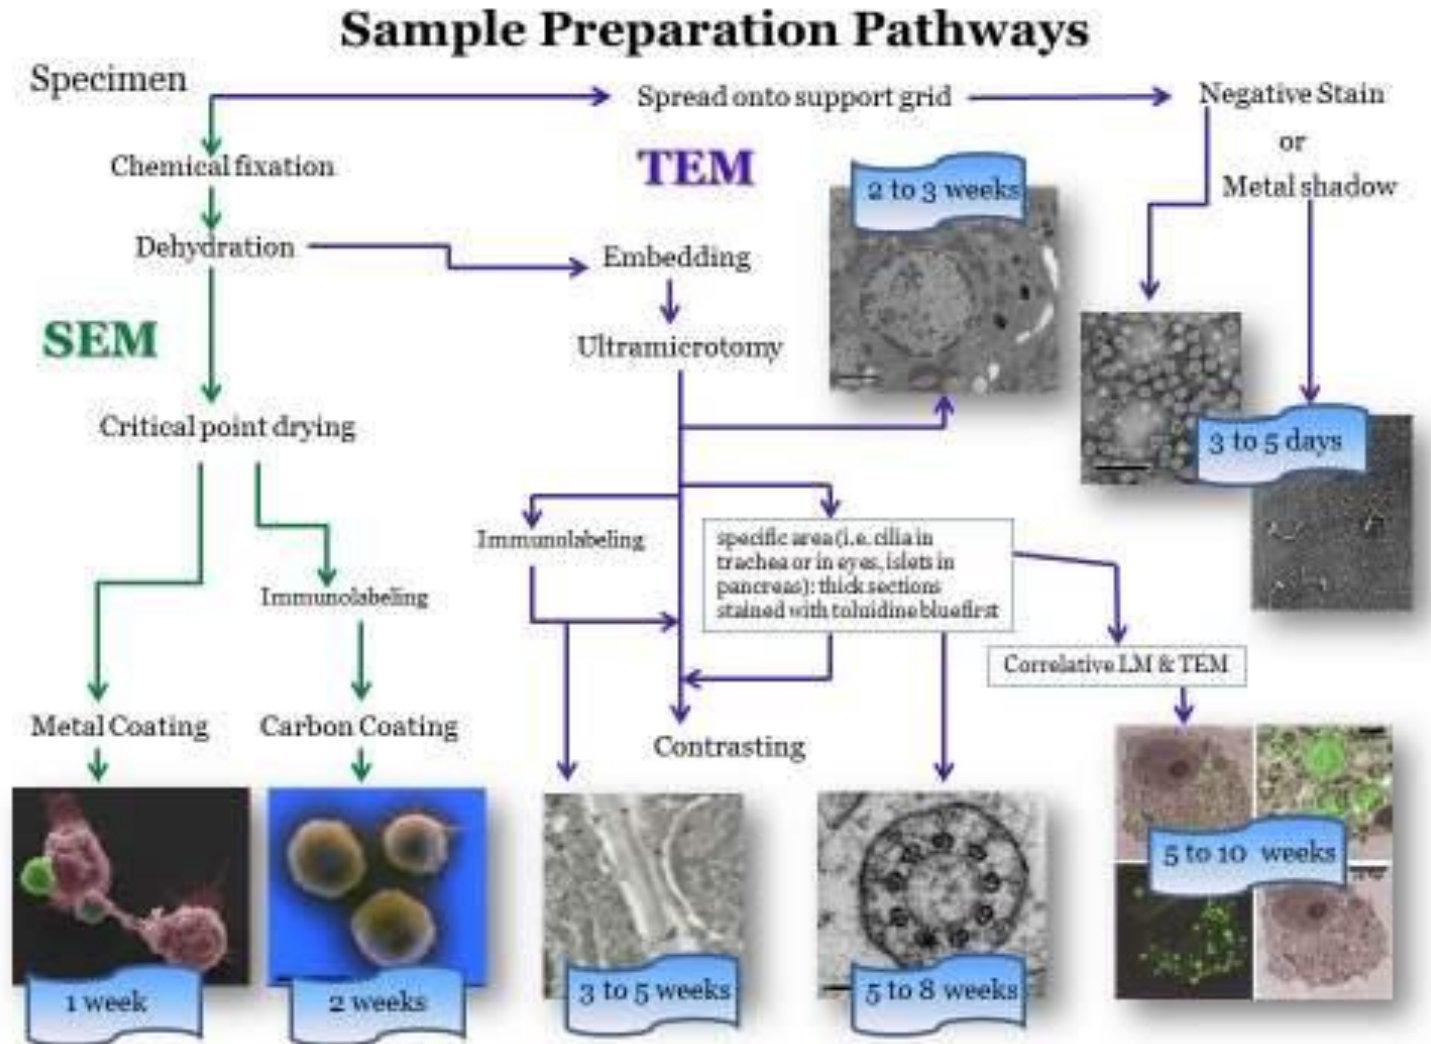 Sample Preparation Pathways
Specimen
Spread onto support grid
Negative Stain
or
Metal shadow
Chemical fixation
TEM
2 to 3 weeks
Dehydration
Embedding
SEM
Ultramicrotomy
Critical point drying
3 to 5 days
Immunolabeling
specific area (i.e. cilia in
trachea or in eyes, islets in
pancreas): thick sections
stained with toluidine bluefirst
Immunolabeling
Correlative LM & TEM
Metal Coating
Carbon Coating
Contrasting
5 to 10 weeks
1 week
2 weeks
3 to 5 weeks
5 to 8 weeks